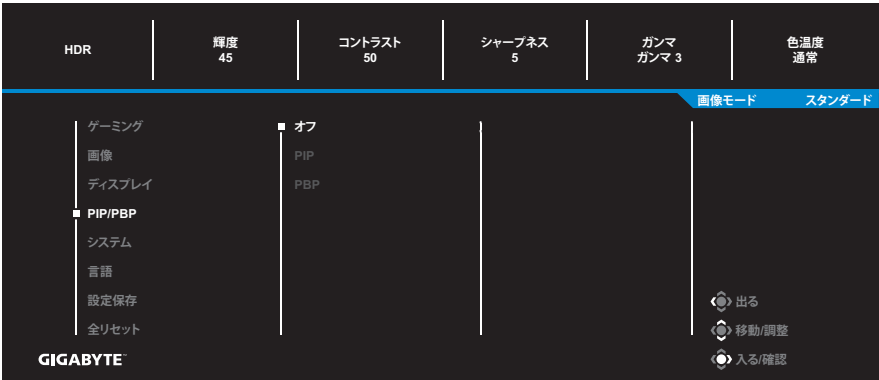 HDR
輝度
45
コントラスト
50
シャープネス
5
ガンマ
ガンマ 3
色温度
通常
画像モード スタンダード
ゲーミング
画像
ディスプレイ
PIP/PBP
システム
言語
設定保存
全リセット
オフ
PIP
PBP
出る
移動/調整
入る/確認
GIGABYTE™